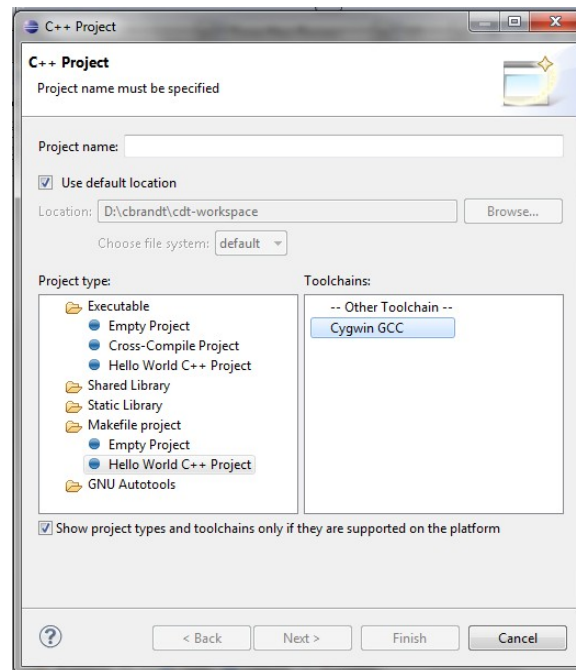 C++ Project
C++ Project
Project name must be specified
Project name:
Use default location
Location: D:\cbrandt\cdt-workspace Browse...
Choose file system: default
Project type: Toolchains:
Executable -- Other Toolchain --
Empty Project Cygwin GCC
Cross-Compile Project
Hello World C++ Project
Shared Library
Static Library
Makefile project
Empty Project
Hello World C++ Project
GNU Autotools
Show project types and toolchains only if they are supported on the platform
? < Back Next > Finish Cancel